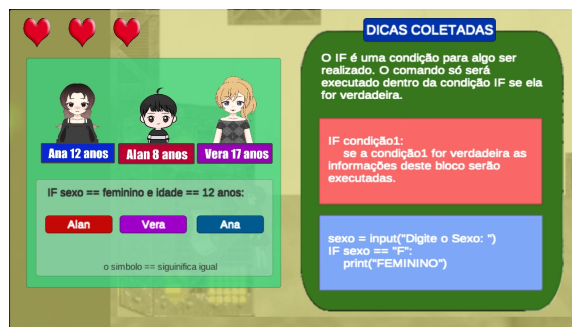 Ana 12 anos
Alan 8 anos
Vera 17 anos
IF sexo == feminino e idade == 12 anos:
Alan
Vera
Ana
o simbolo == siguinífica igual
DICAS COLETADAS
O IF é uma condição para algo ser
realizado. O comando só será
executado dentro da condição IF se ela
for verdadeira.
IF condição1:
se a condição1 for verdadeira as
informações deste bloco serão
executadas.
sexo = input("Digite o Sexo: ")
IF sexo == "F":
print("FEMININO")